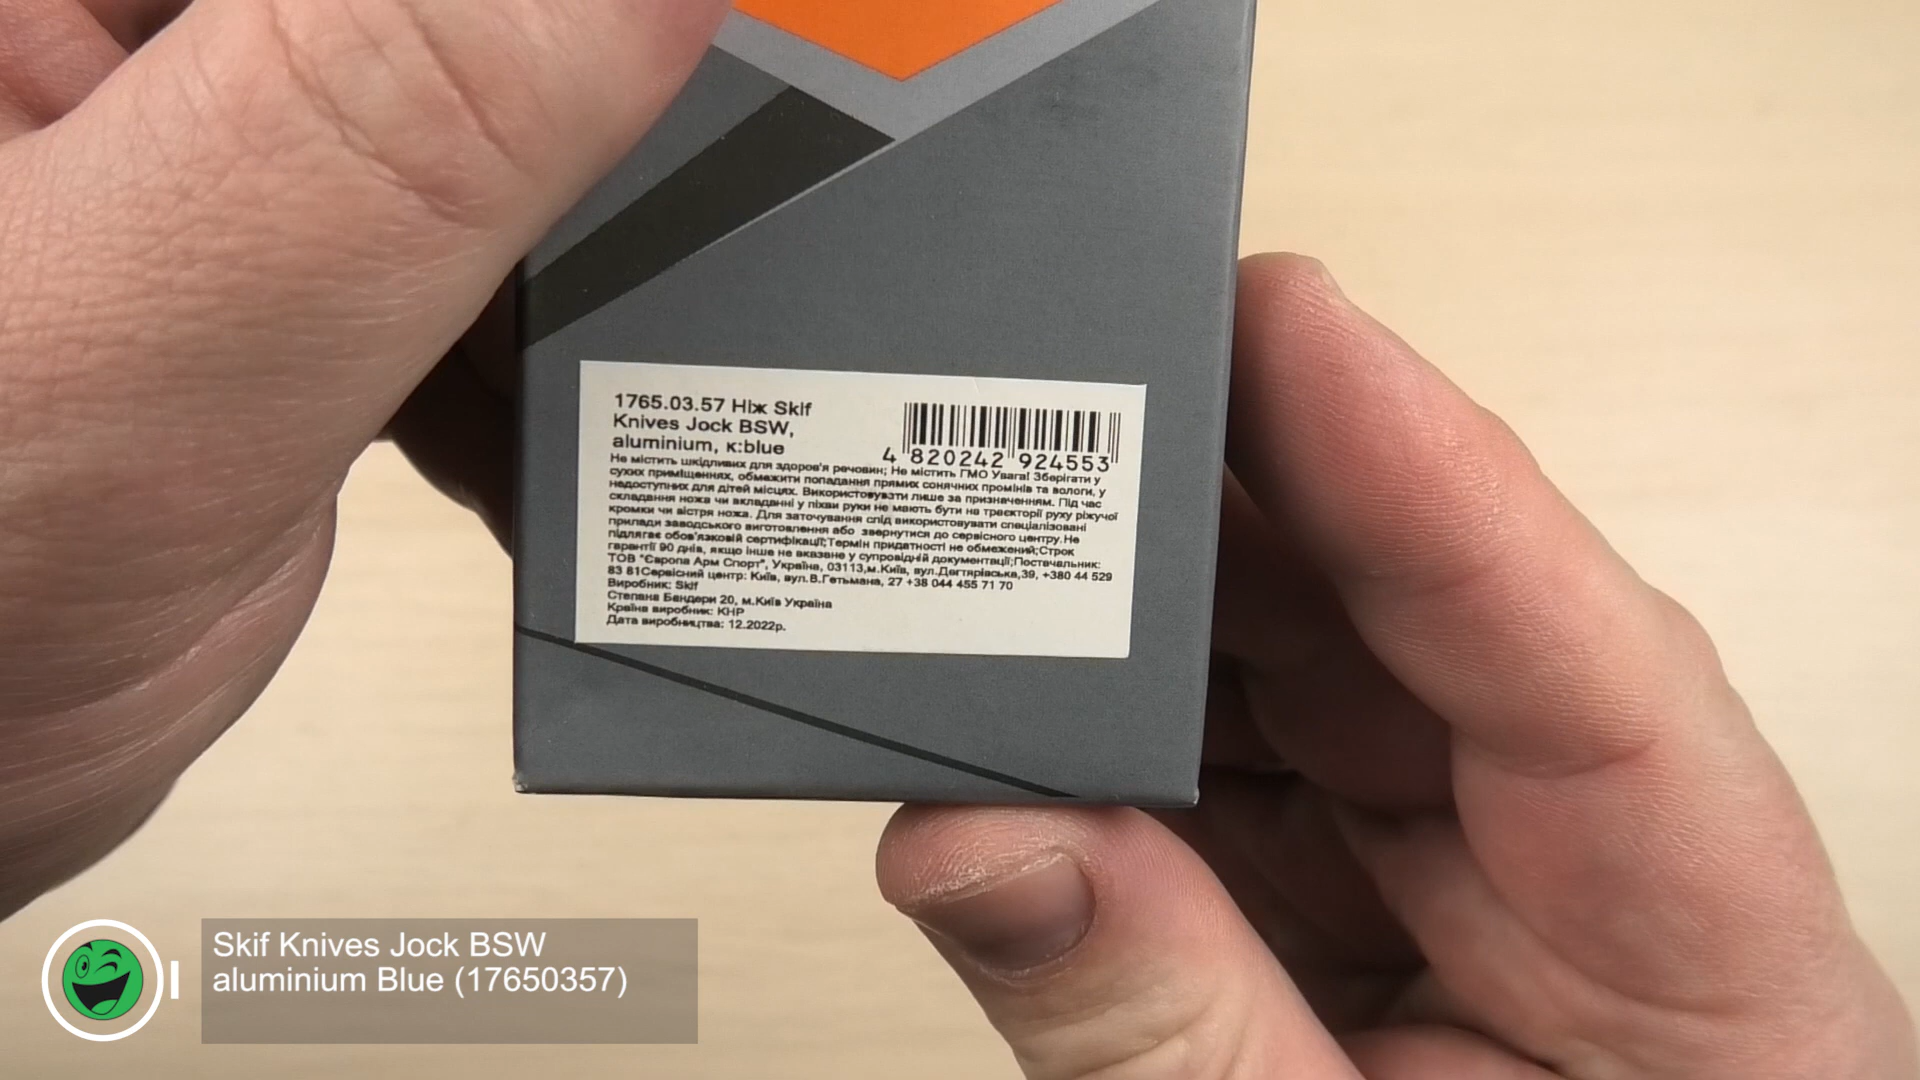 1765.03.57 Ніж Skif
Knives Jock BSW,
aluminium, к:blue
4 820242 924553
Не містить шкідливих для здоров'я речовин; Не містить ГМО Увага! Зберігати у
сухих приміщеннях, обмежити попадання прямих сонячних промінів та вологи, у
недоступних для дітей місцях. Використовувати лише за призначенням. Під час
складання ножа чи вкладанні у піхви руки не мають бути на траєкторії руху ріжучої
кромки чи вістря ножа. Для заточування слід використовувати спеціалізовані
прилади заводського виготовлення або звернутися до сервісного центру. Не
підлягає обов'язковій сертифікації;Термін придатності не обмежений;Строк
гарантії 90 днів, якщо інше не вказане у супровідній документації;Постачальник:
ТОВ "Європа Арм Спорт", Україна, 03113,м.Київ, вул.Дегтярівська,39, +380 44 529
83 81Сервісний центр: Київ, вул.В.Гетьмана, 27 +38 044 455 71 70
Виробник: Skif
Степана Бандери 20, м.Київ Україна
Країна виробник: КНР
Дата виробництва: 12.2022р.
Skif Knives Jock BSW
aluminium Blue (17650357)